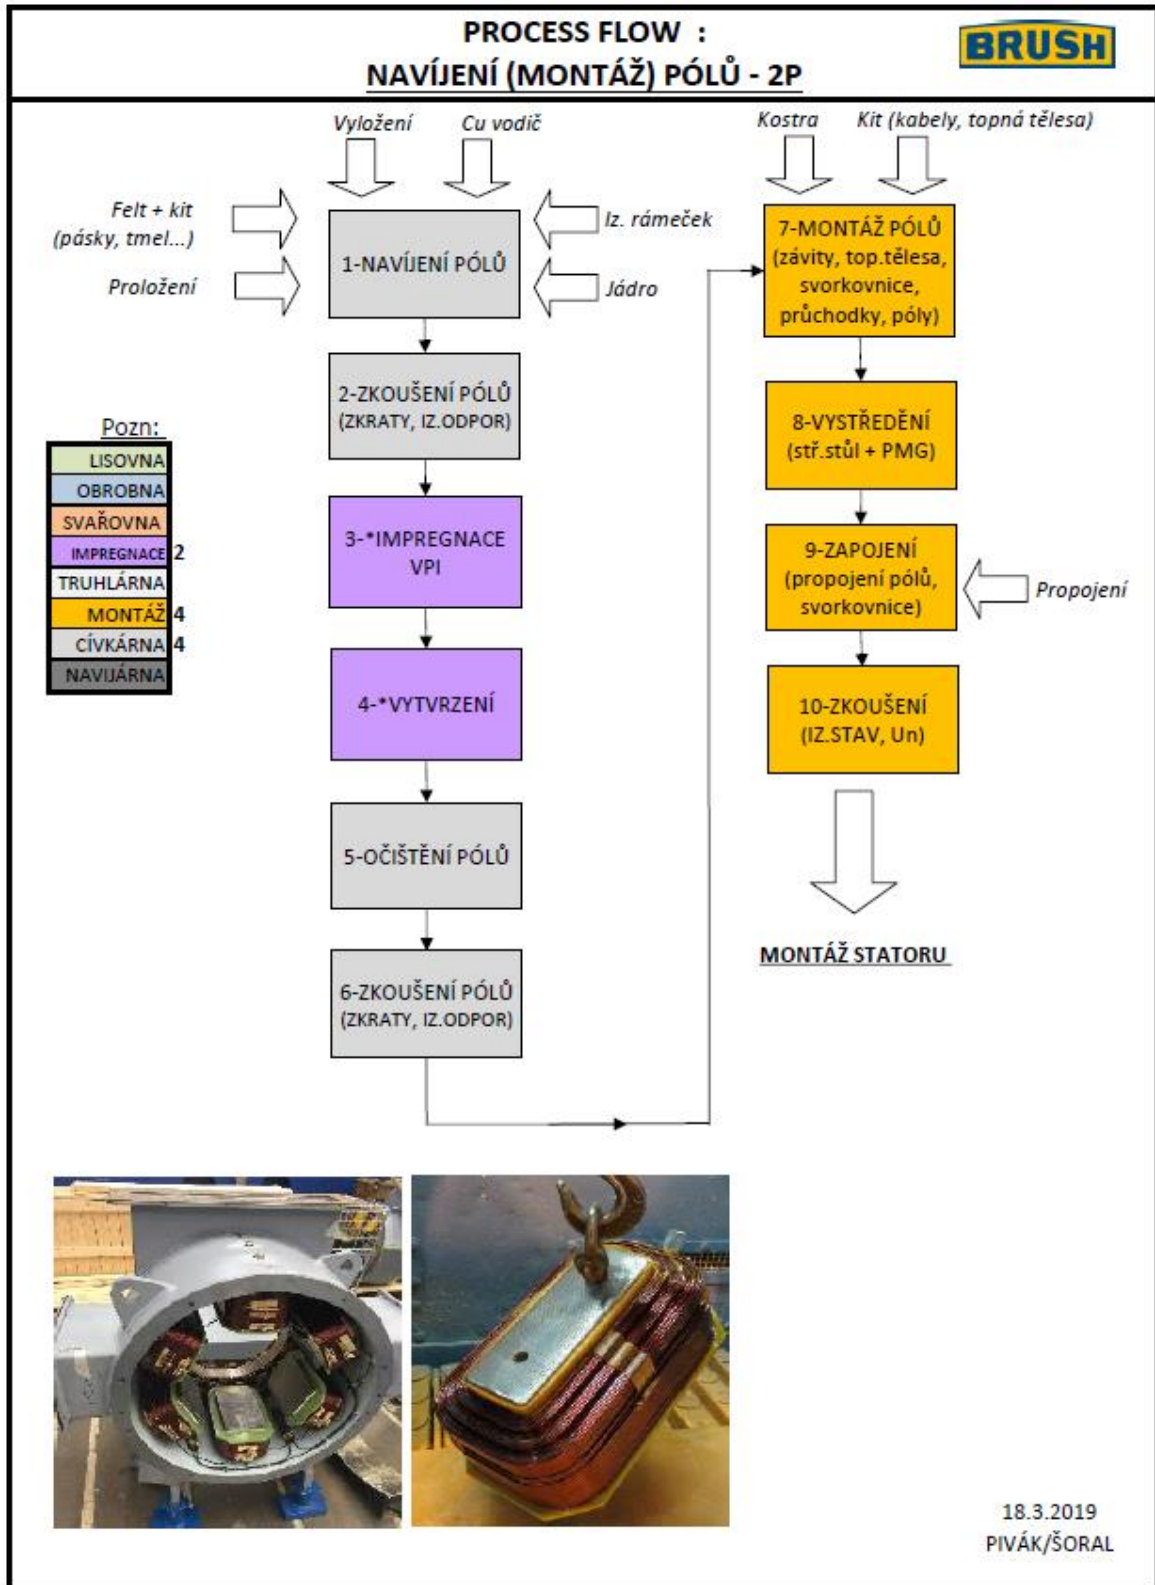 PROCESS FLOW :
NAVÍJENÍ (MONTÁŽ) PÓLŮ - 2P
BRUSH
Vyložení
Cu vodič
Felt + kit
(pásky, tmel...)
Proložení
Iz. rámeček
Jádro
1-NAVÍJENÍ PÓLŮ
2-ZKOUŠENÍ PÓLŮ
(ZKRATY, IZ.ODPOR)
3-*IMPREGNACE
VPI
4-*VYTVRZENÍ
5-OČIŠTĚNÍ PÓLŮ
6-ZKOUŠENÍ PÓLŮ
(ZKRATY, IZ.ODPOR)
Pozn:
LISOVNA
OBROBNA
SVAŘOVNA
IMPREGNACE 2
TRUHLÁRNA
MONTÁŽ 4
CÍVKÁRNA 4
NAVIJÁRNA
Kostra
Kit (kabely, topná tělesa)
7-MONTÁŽ PÓLŮ
(závity, top.tělesa,
svorkovnice,
průchodky, póly)
8-VYSTŘEDĚNÍ
(stř.stůl + PMG)
9-ZAPOJENÍ
(propojení pólů,
svorkovnice)
Propojení
10-ZKOUŠENÍ
(IZ.STAV, Un)
MONTÁŽ STATORU
18.3.2019
PIVÁK/ŠORAL